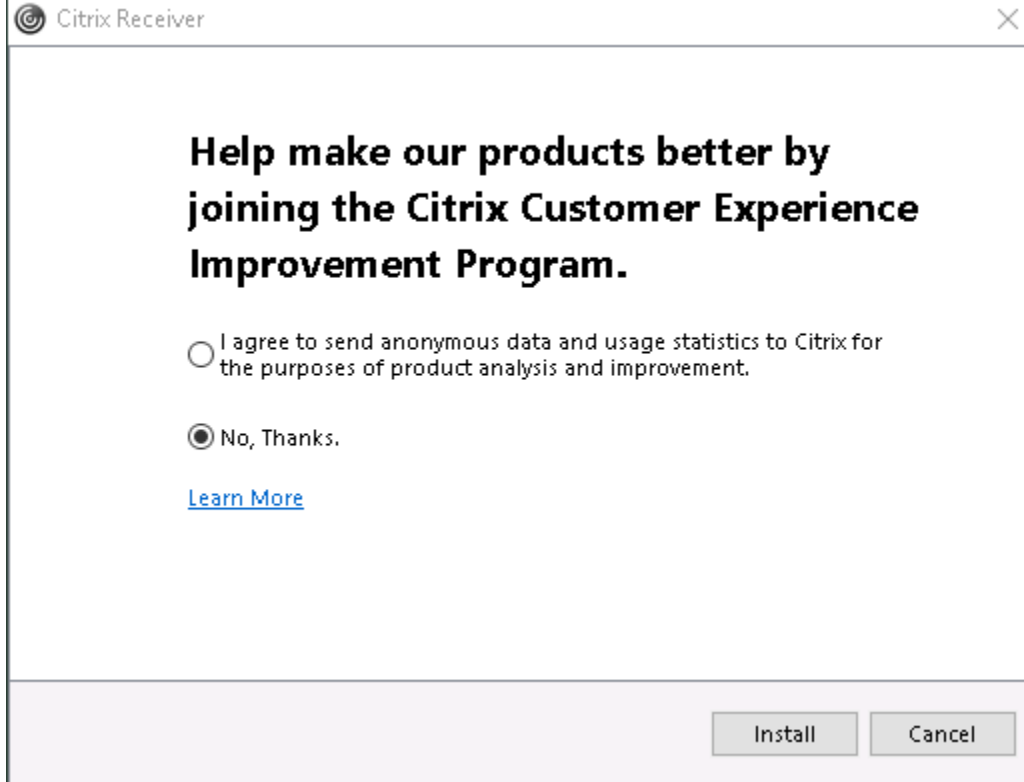 Citrix Receiver
Help make our products better by
joining the Citrix Customer Experience
Improvement Program.
I agree to send anonymous data and usage statistics to Citrix for
the purposes of product analysis and improvement.
No, Thanks.
Learn More
Install Cancel